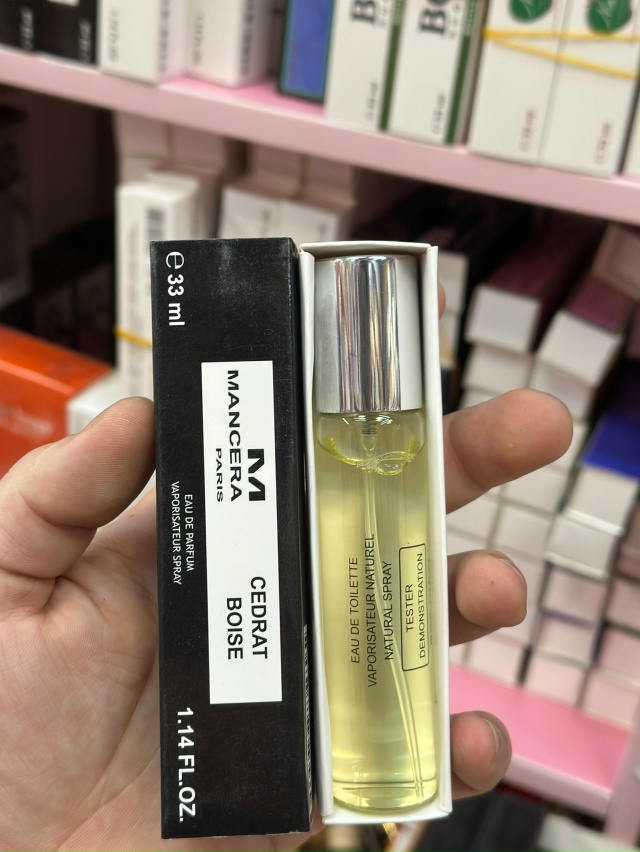 ℮ 33 ml
M
MANCERA
PARIS
CEDRAT
BOISE
EAU DE PARFUM
VAPORISATEUR SPRAY
1.14 FL.OZ.
EAU DE TOILETTE
VAPORISATEUR NATUREL
NATURAL SPRAY
TESTER
DEMONSTRATION